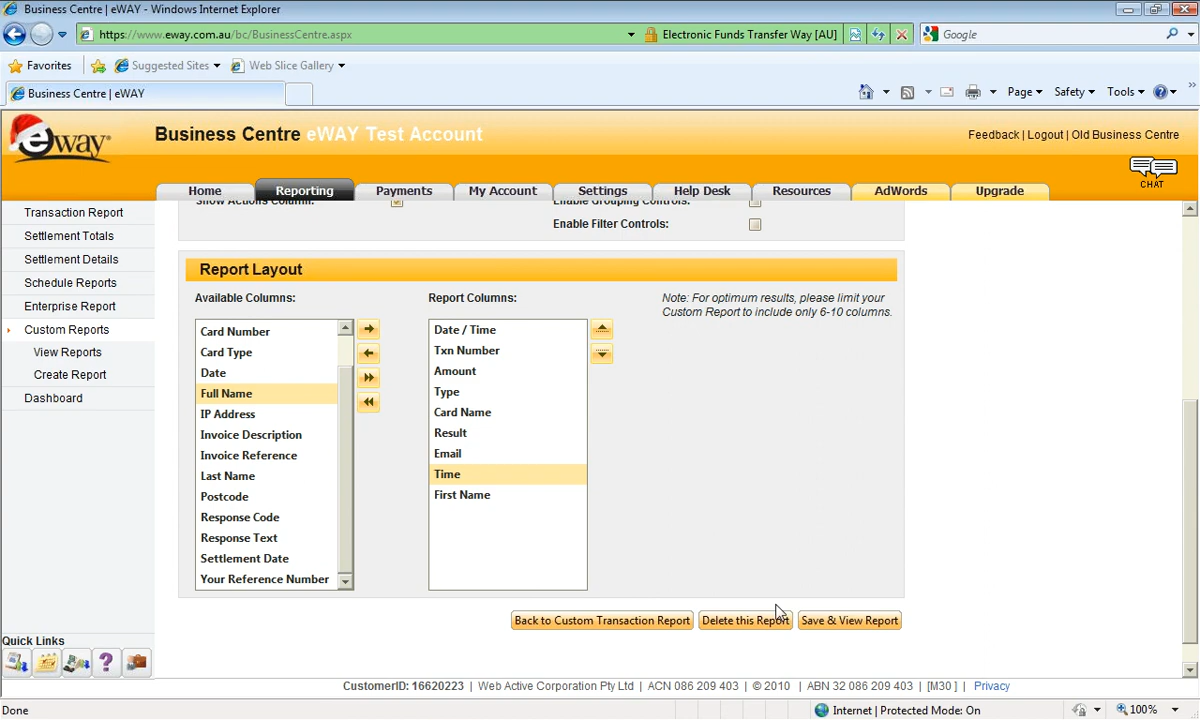 Business Centre | eWAY - Windows Internet Explorer
https://www.eway.com.au/bc/BusinessCentre.aspx
Electronic Funds Transfer Way [AU]
Google
Favorites
Suggested Sites
Web Slice Gallery
Business Centre | eWAY
Page
Safety
Tools
eway
Business Centre eWAY Test Account
Feedback | Logout | Old Business Centre
CHAT
Home
Reporting
Payments
My Account
Settings
Help Desk
Resources
AdWords
Upgrade
Transaction Report
Settlement Totals
Settlement Details
Schedule Reports
Enterprise Report
Custom Reports
View Reports
Create Report
Dashboard
Show Actions Column:
Enable Grouping Controls:
Enable Filter Controls:
Report Layout
Available Columns:
Card Number
Card Type
Date
Full Name
IP Address
Invoice Description
Invoice Reference
Last Name
Postcode
Response Code
Response Text
Settlement Date
Your Reference Number
Report Columns:
Date / Time
Txn Number
Amount
Type
Card Name
Result
Email
Time
First Name
Note: For optimum results, please limit your
Custom Report to include only 6-10 columns.
Back to Custom Transaction Report
Delete this Report
Save & View Report
Quick Links
CustomerID: 16620223 | Web Active Corporation Pty Ltd | ACN 086 209 403 | © 2010 | ABN 32 086 209 403 | [M30 ] | Privacy
Done
Internet | Protected Mode: On
100%